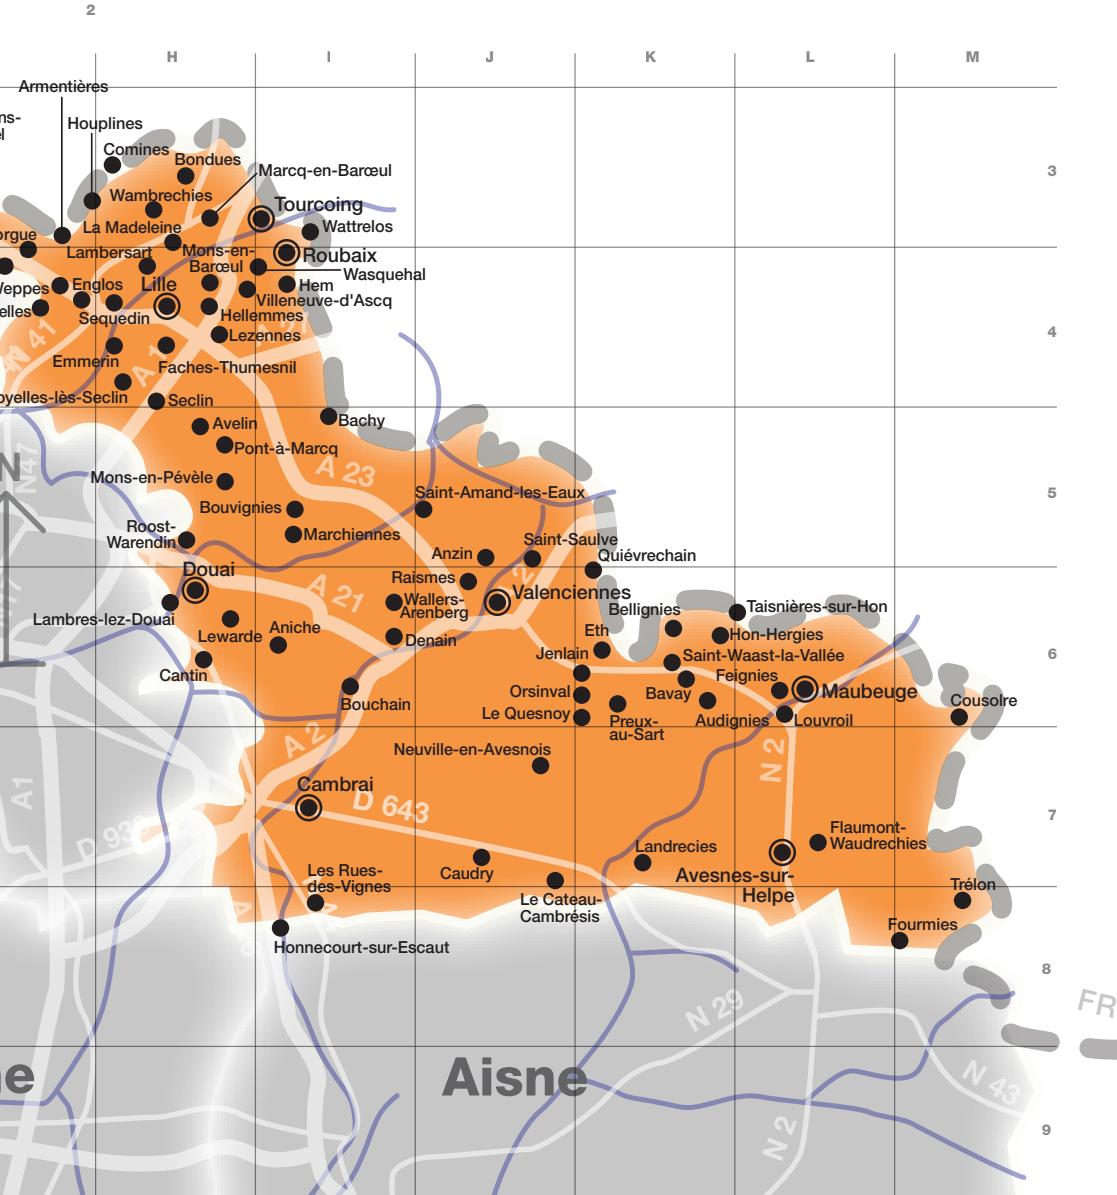 2
H
I
J
K
L
M
Armentières
Houplines
Comines
Bondues
Marcq-en-Barœul
3
Wambrechies
Tourcoing
La Madeleine
Wattrelos
Lambersart
Mons-en-
Barœul
Roubaix
Wasquehal
Englos
Lille
Hem
Villeneuve-d'Ascq
Sequedin
Hellemmes
4
N 41
A 1
Lezennes
Emmerin
Faches-Thumesnil
Seclin
Avelin
Bachy
Pont-à-Marcq
N
N47
A 23
Mons-en-Pévèle
Saint-Amand-les-Eaux
5
Bouvignies
Roost-
Warendin
Marchiennes
Saint-Saulve
Anzin
Quiévrechain
Douai
Raismes
A 21
Wallers-
Arenberg
Valenciennes
Bellignies
Taisnières-sur-Hon
Lambres-lez-Douai
Lewarde
Aniche
Denain
Eth
Hon-Hergies
Jenlain
Saint-Waast-la-Vallée
6
Cantin
Feignies
Orsinval
Bavay
Maubeuge
Cousolre
Bouchain
Le Quesnoy
Preux-
au-Sart
Audignies
Louvroil
A 2
Neuville-en-Avesnois
N 2
A1
Cambrai
D 643
7
Flaumont-
Waudrechies
Landrecies
Les Rues-
des-Vignes
Caudry
Avesnes-sur-
Helpe
Trélon
Le Cateau-
Cambrésis
Fourmies
Honnecourt-sur-Escaut
8
N 29
Aisne
N 43
N 2
9